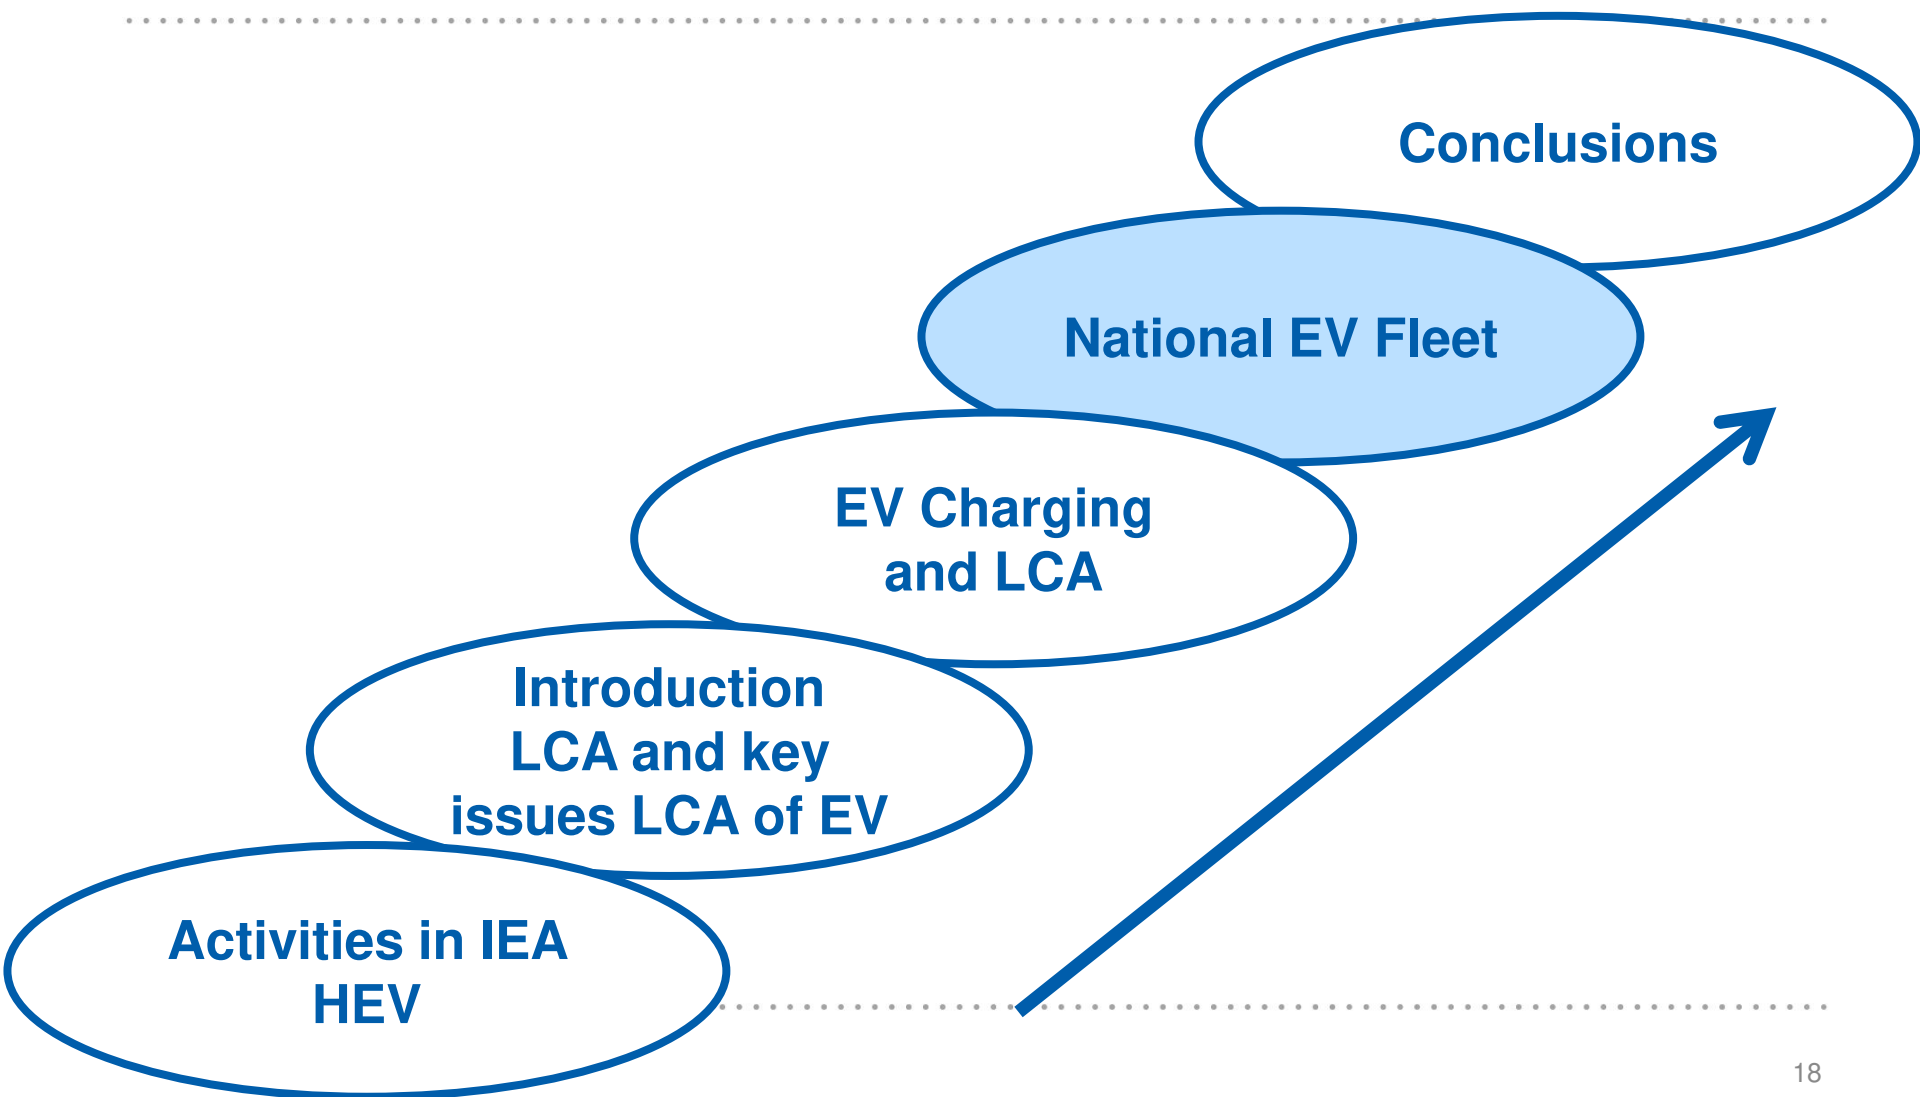 Conclusions
National EV Fleet
EV Charging
and LCA
Introduction
LCA and key
issues LCA of EV
Activities in IEA
HEV
18